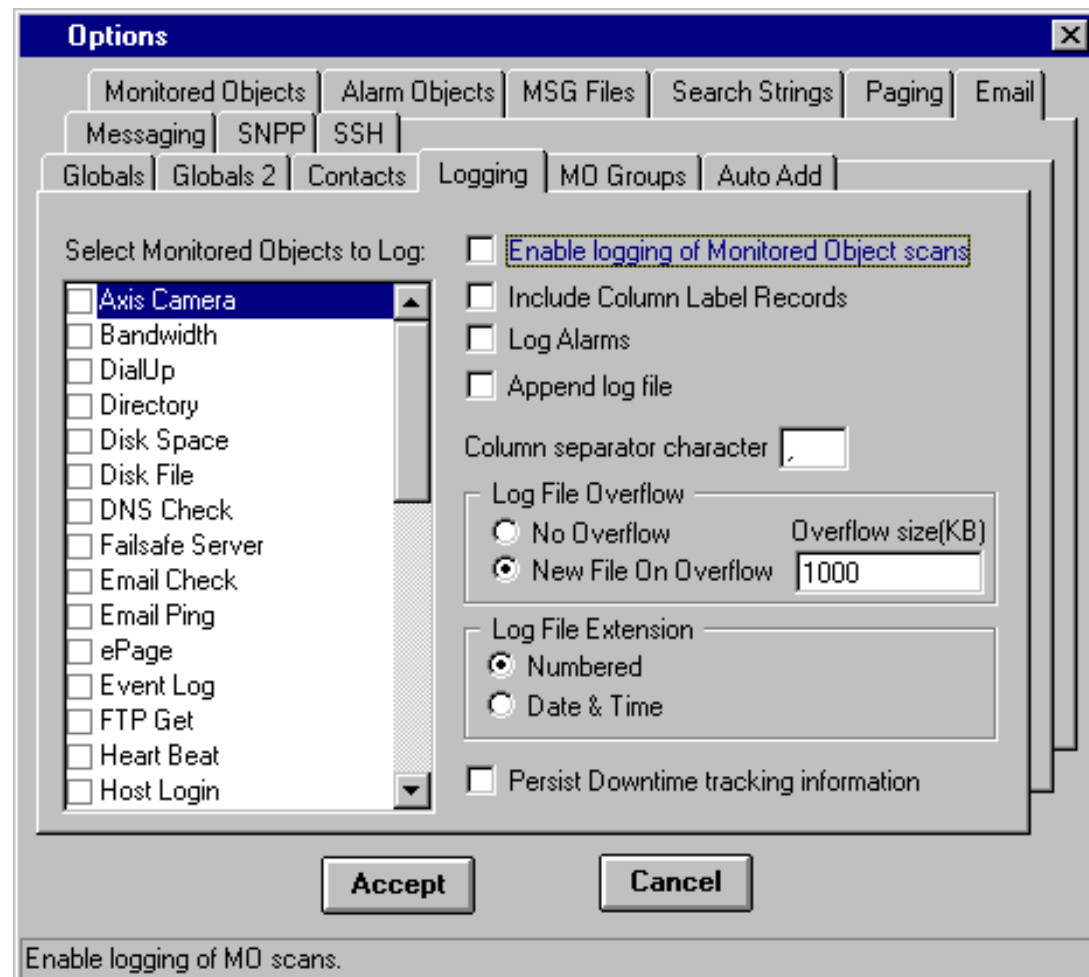 Options
Monitored Objects Alarm Objects MSG Files Search Strings Paging Email
Messaging SNPP SSH
Globals Globals 2 Contacts Logging MO Groups Auto Add
Select Monitored Objects to Log:
Axis Camera
Bandwidth
DialUp
Directory
Disk Space
Disk File
DNS Check
Failsafe Server
Email Check
Email Ping
ePage
Event Log
FTP Get
Heart Beat
Host Login
Enable logging of Monitored Object scans
Include Column Label Records
Log Alarms
Append log file
Column separator character ,
Log File Overflow
No Overflow
New File On Overflow
Overflow size(KB)
1000
Log File Extension
Numbered
Date & Time
Persist Downtime tracking information
Accept Cancel
Enable logging of MO scans.